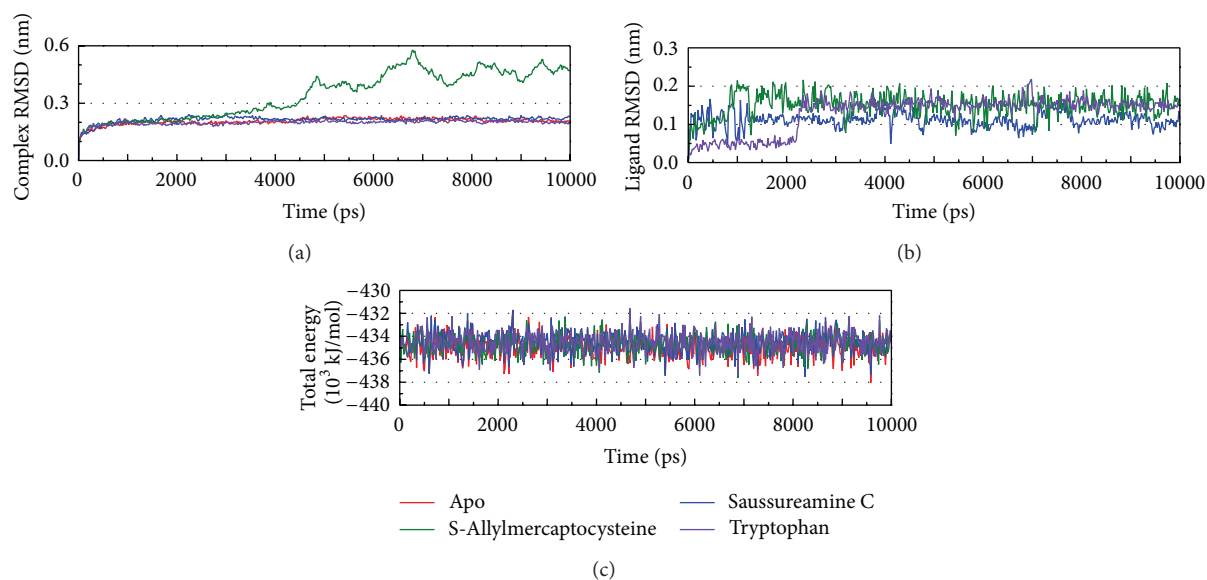 Complex RMSD (nm)
0.6
0.3
0.0
0 2000 4000 6000 8000 10000
Time (ps)
(a)
Ligand RMSD (nm)
0.3
0.2
0.1
0.0
0 2000 4000 6000 8000 10000
Time (ps)
(b)
Total energy
(10³ kJ/mol)
−430
−432
−434
−436
−438
−440
0 2000 4000 6000 8000 10000
Time (ps)
Apo
S-Allylmercaptocysteine
Saussureamine C
Tryptophan
(c)